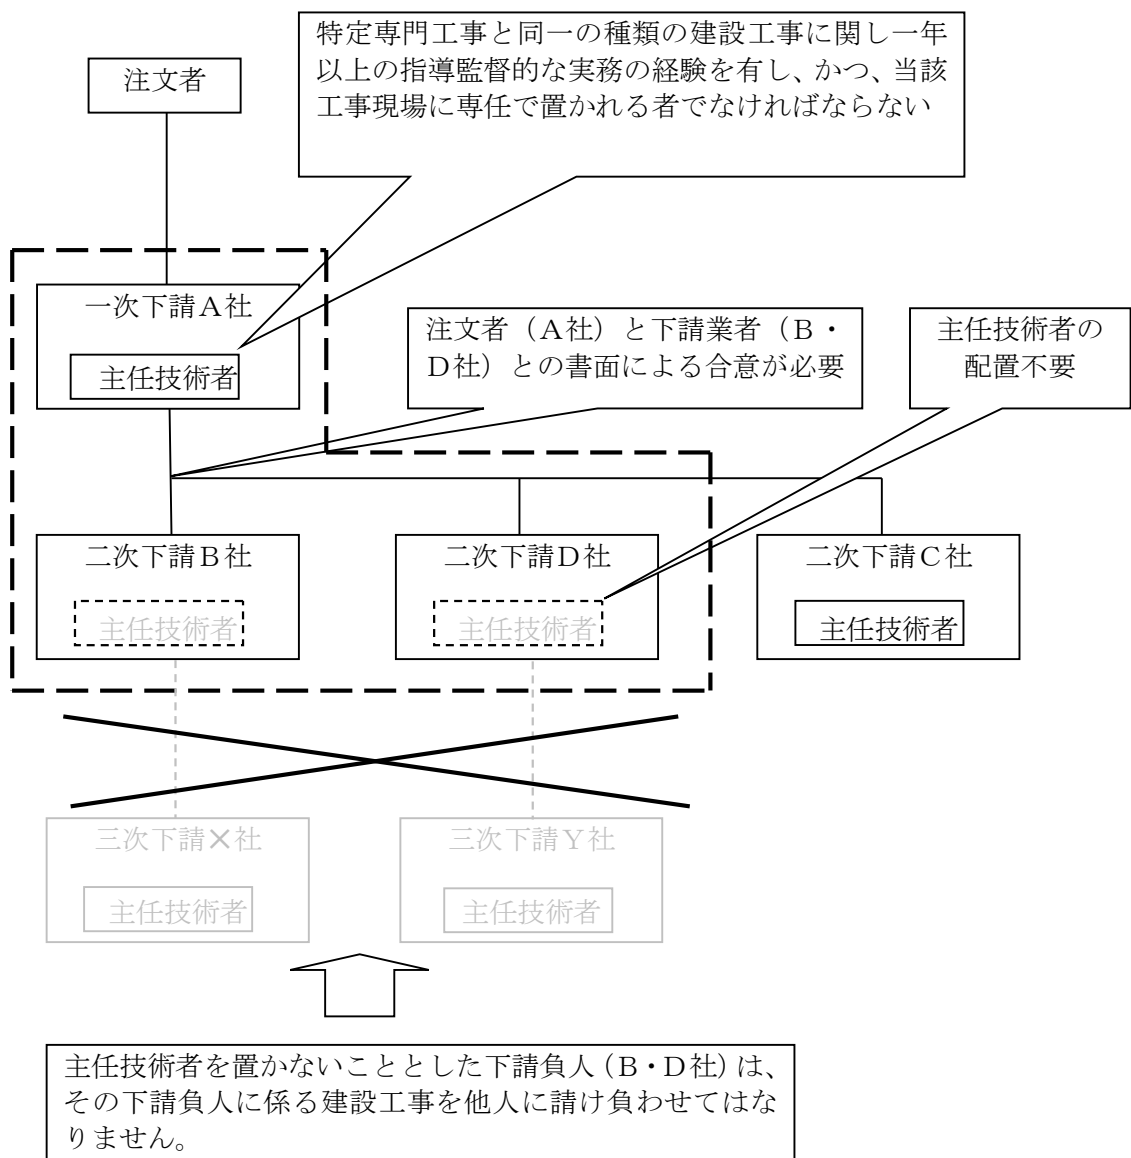 特定専門工事と同一の種類の建設工事に関し一年
以上の指導監督的な実務の経験を有し、かつ、当該
工事現場に専任で置かれる者でなければならない
注文者
一次下請A社
主任技術者
注文者（A社）と下請業者（B・
D社）との書面による合意が必要
主任技術者の
配置不要
二次下請B社
主任技術者
二次下請D社
主任技術者
二次下請C社
主任技術者
三次下請X社
主任技術者
三次下請Y社
主任技術者
主任技術者を置かないこととした下請負人（B・D社）は、
その下請負人に係る建設工事を他人に請け負わせてはな
りません。